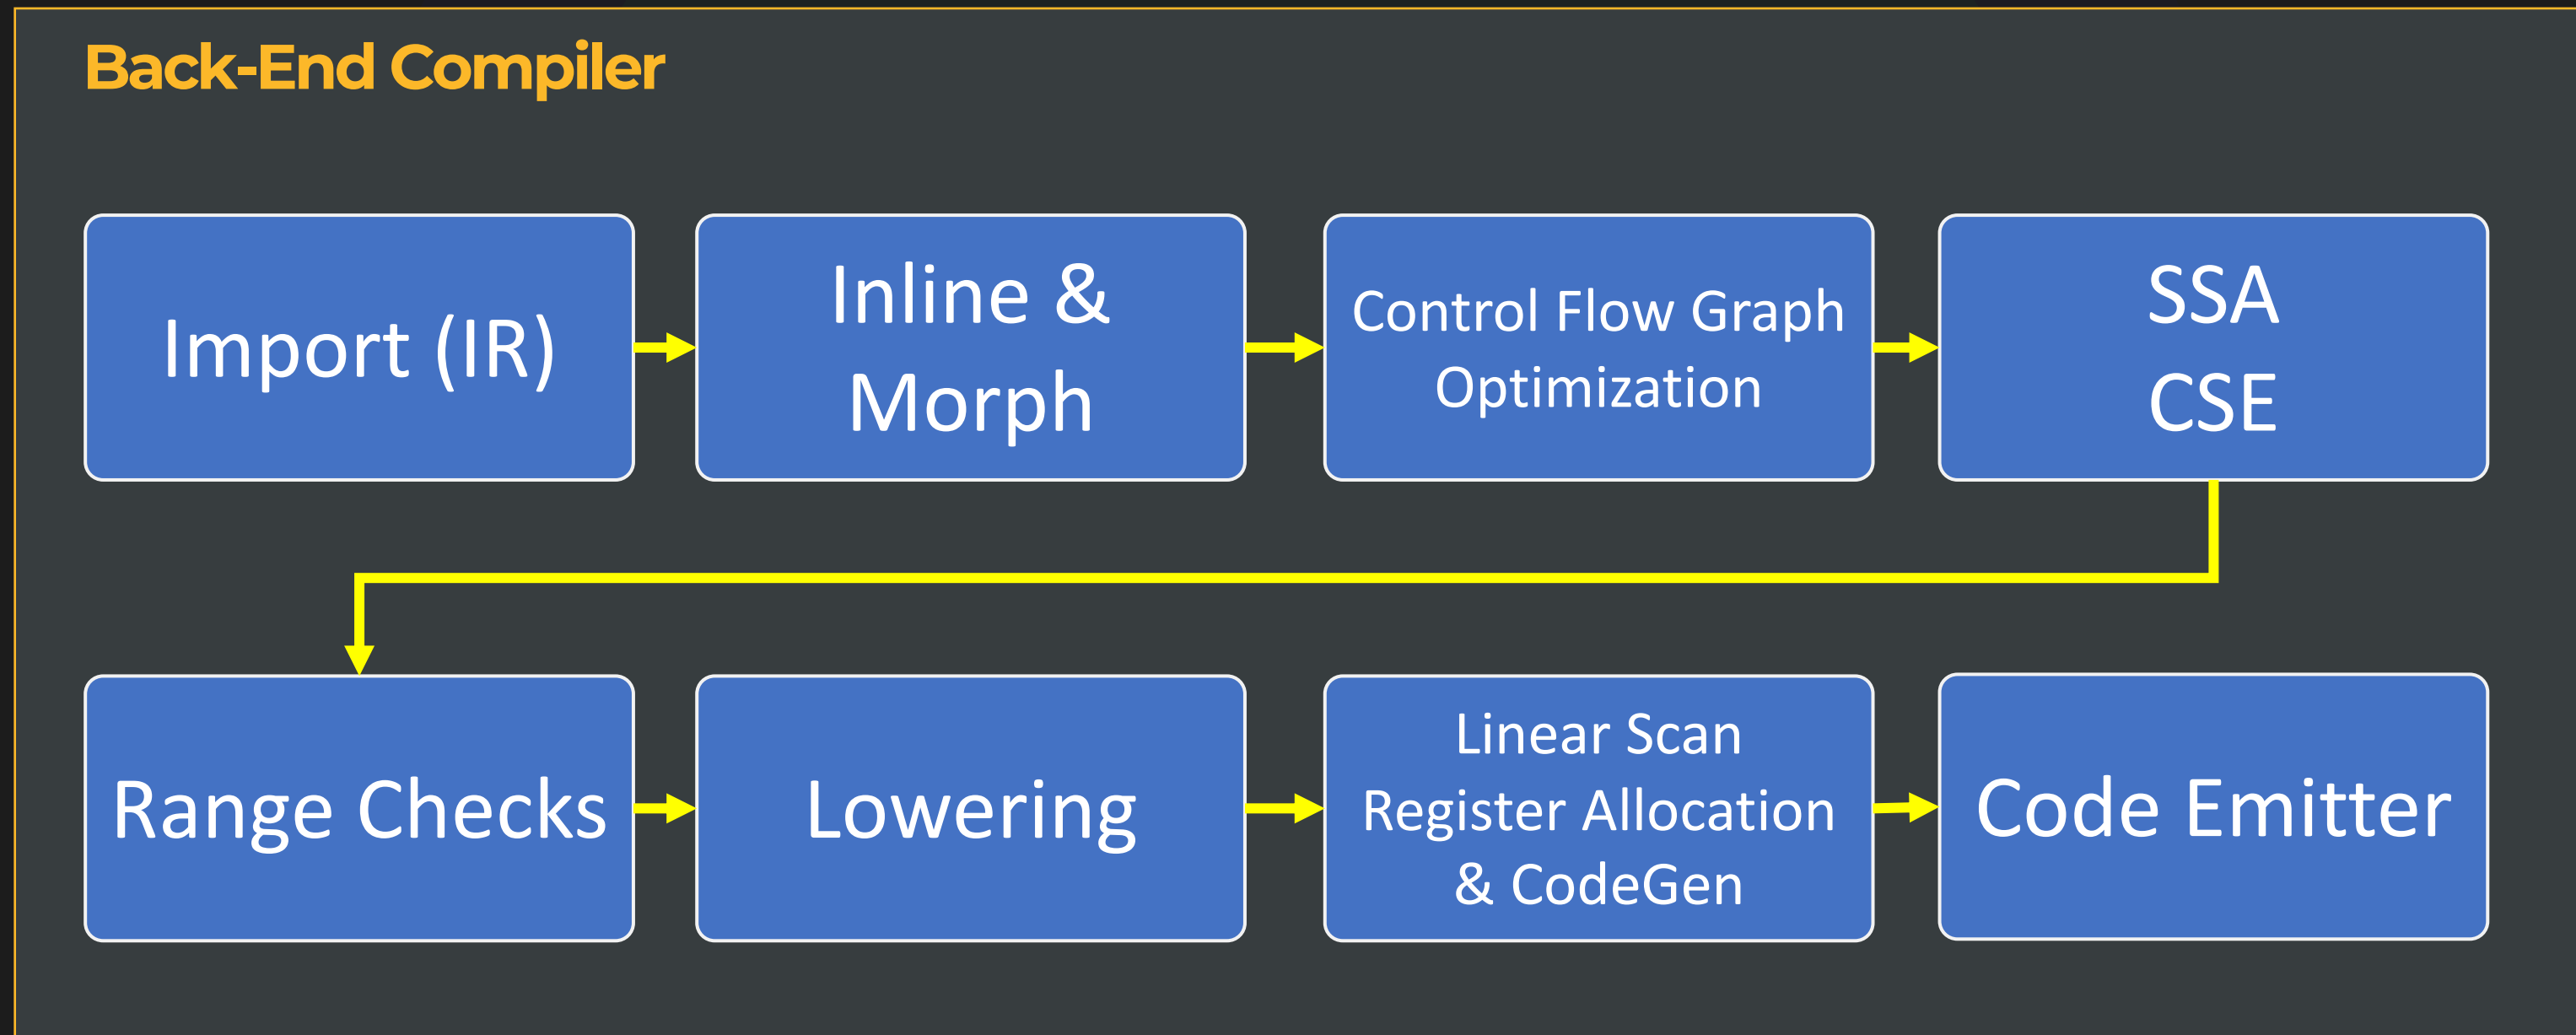 Back-End Compiler
Import (IR)
Inline &
Morph
Control Flow Graph
Optimization
SSA
CSE
Range Checks
Lowering
Linear Scan
Register Allocation
& CodeGen
Code Emitter